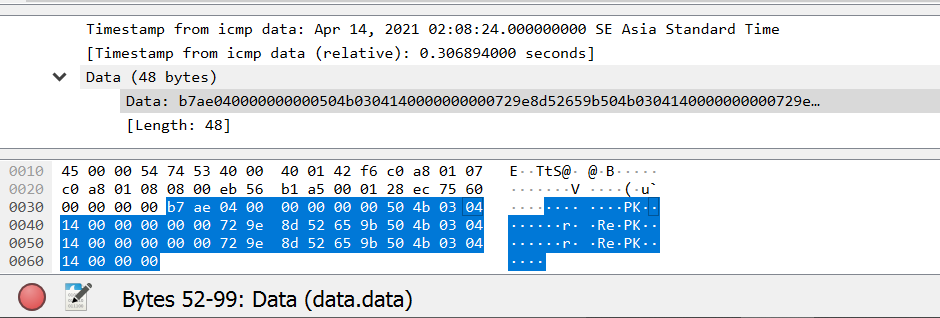 Timestamp from icmp data: Apr 14, 2021 02:08:24.000000000 SE Asia Standard Time
[Timestamp from icmp data (relative): 0.306894000 seconds]
Data (48 bytes)
Data: b7ae040000000000504b0304140000000000729e8d52659b504b0304140000000000729e…
[Length: 48]
0010 45 00 00 54 74 53 40 00 40 01 42 f6 c0 a8 01 07 E··TtS@· @·B·····
0020 c0 a8 01 08 08 00 eb 56 b1 a5 00 01 28 ec 75 60 ·······V ····(·u`
0030 00 00 00 00 b7 ae 04 00 00 00 00 00 50 4b 03 04 ········ ····PK··
0040 14 00 00 00 00 00 72 9e 8d 52 65 9b 50 4b 03 04 ······r· ·Re·PK··
0050 14 00 00 00 00 00 72 9e 8d 52 65 9b 50 4b 03 04 ······r· ·Re·PK··
0060 14 00 00 00 ····
Bytes 52-99: Data (data.data)